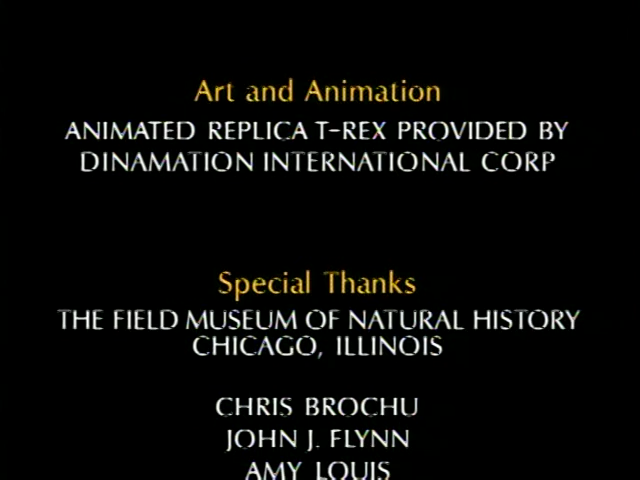 Art and Animation
ANIMATED REPLICA T-REX PROVIDED BY
DINAMATION INTERNATIONAL CORP
Special Thanks
THE FIELD MUSEUM OF NATURAL HISTORY
CHICAGO, ILLINOIS
CHRIS BROCHU
JOHN J. FLYNN
AMY LOUIS